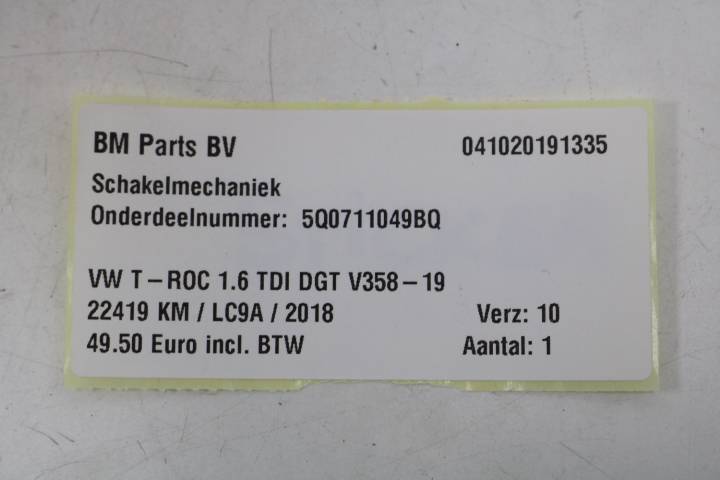 BM Parts BV 041020191335
Schakelmechaniek
Onderdeelnummer: 5Q0711049BQ
VW T-ROC 1.6 TDI DGT V358-19
22419 KM / LC9A / 2018 Verz: 10
49.50 Euro incl. BTW Aantal: 1